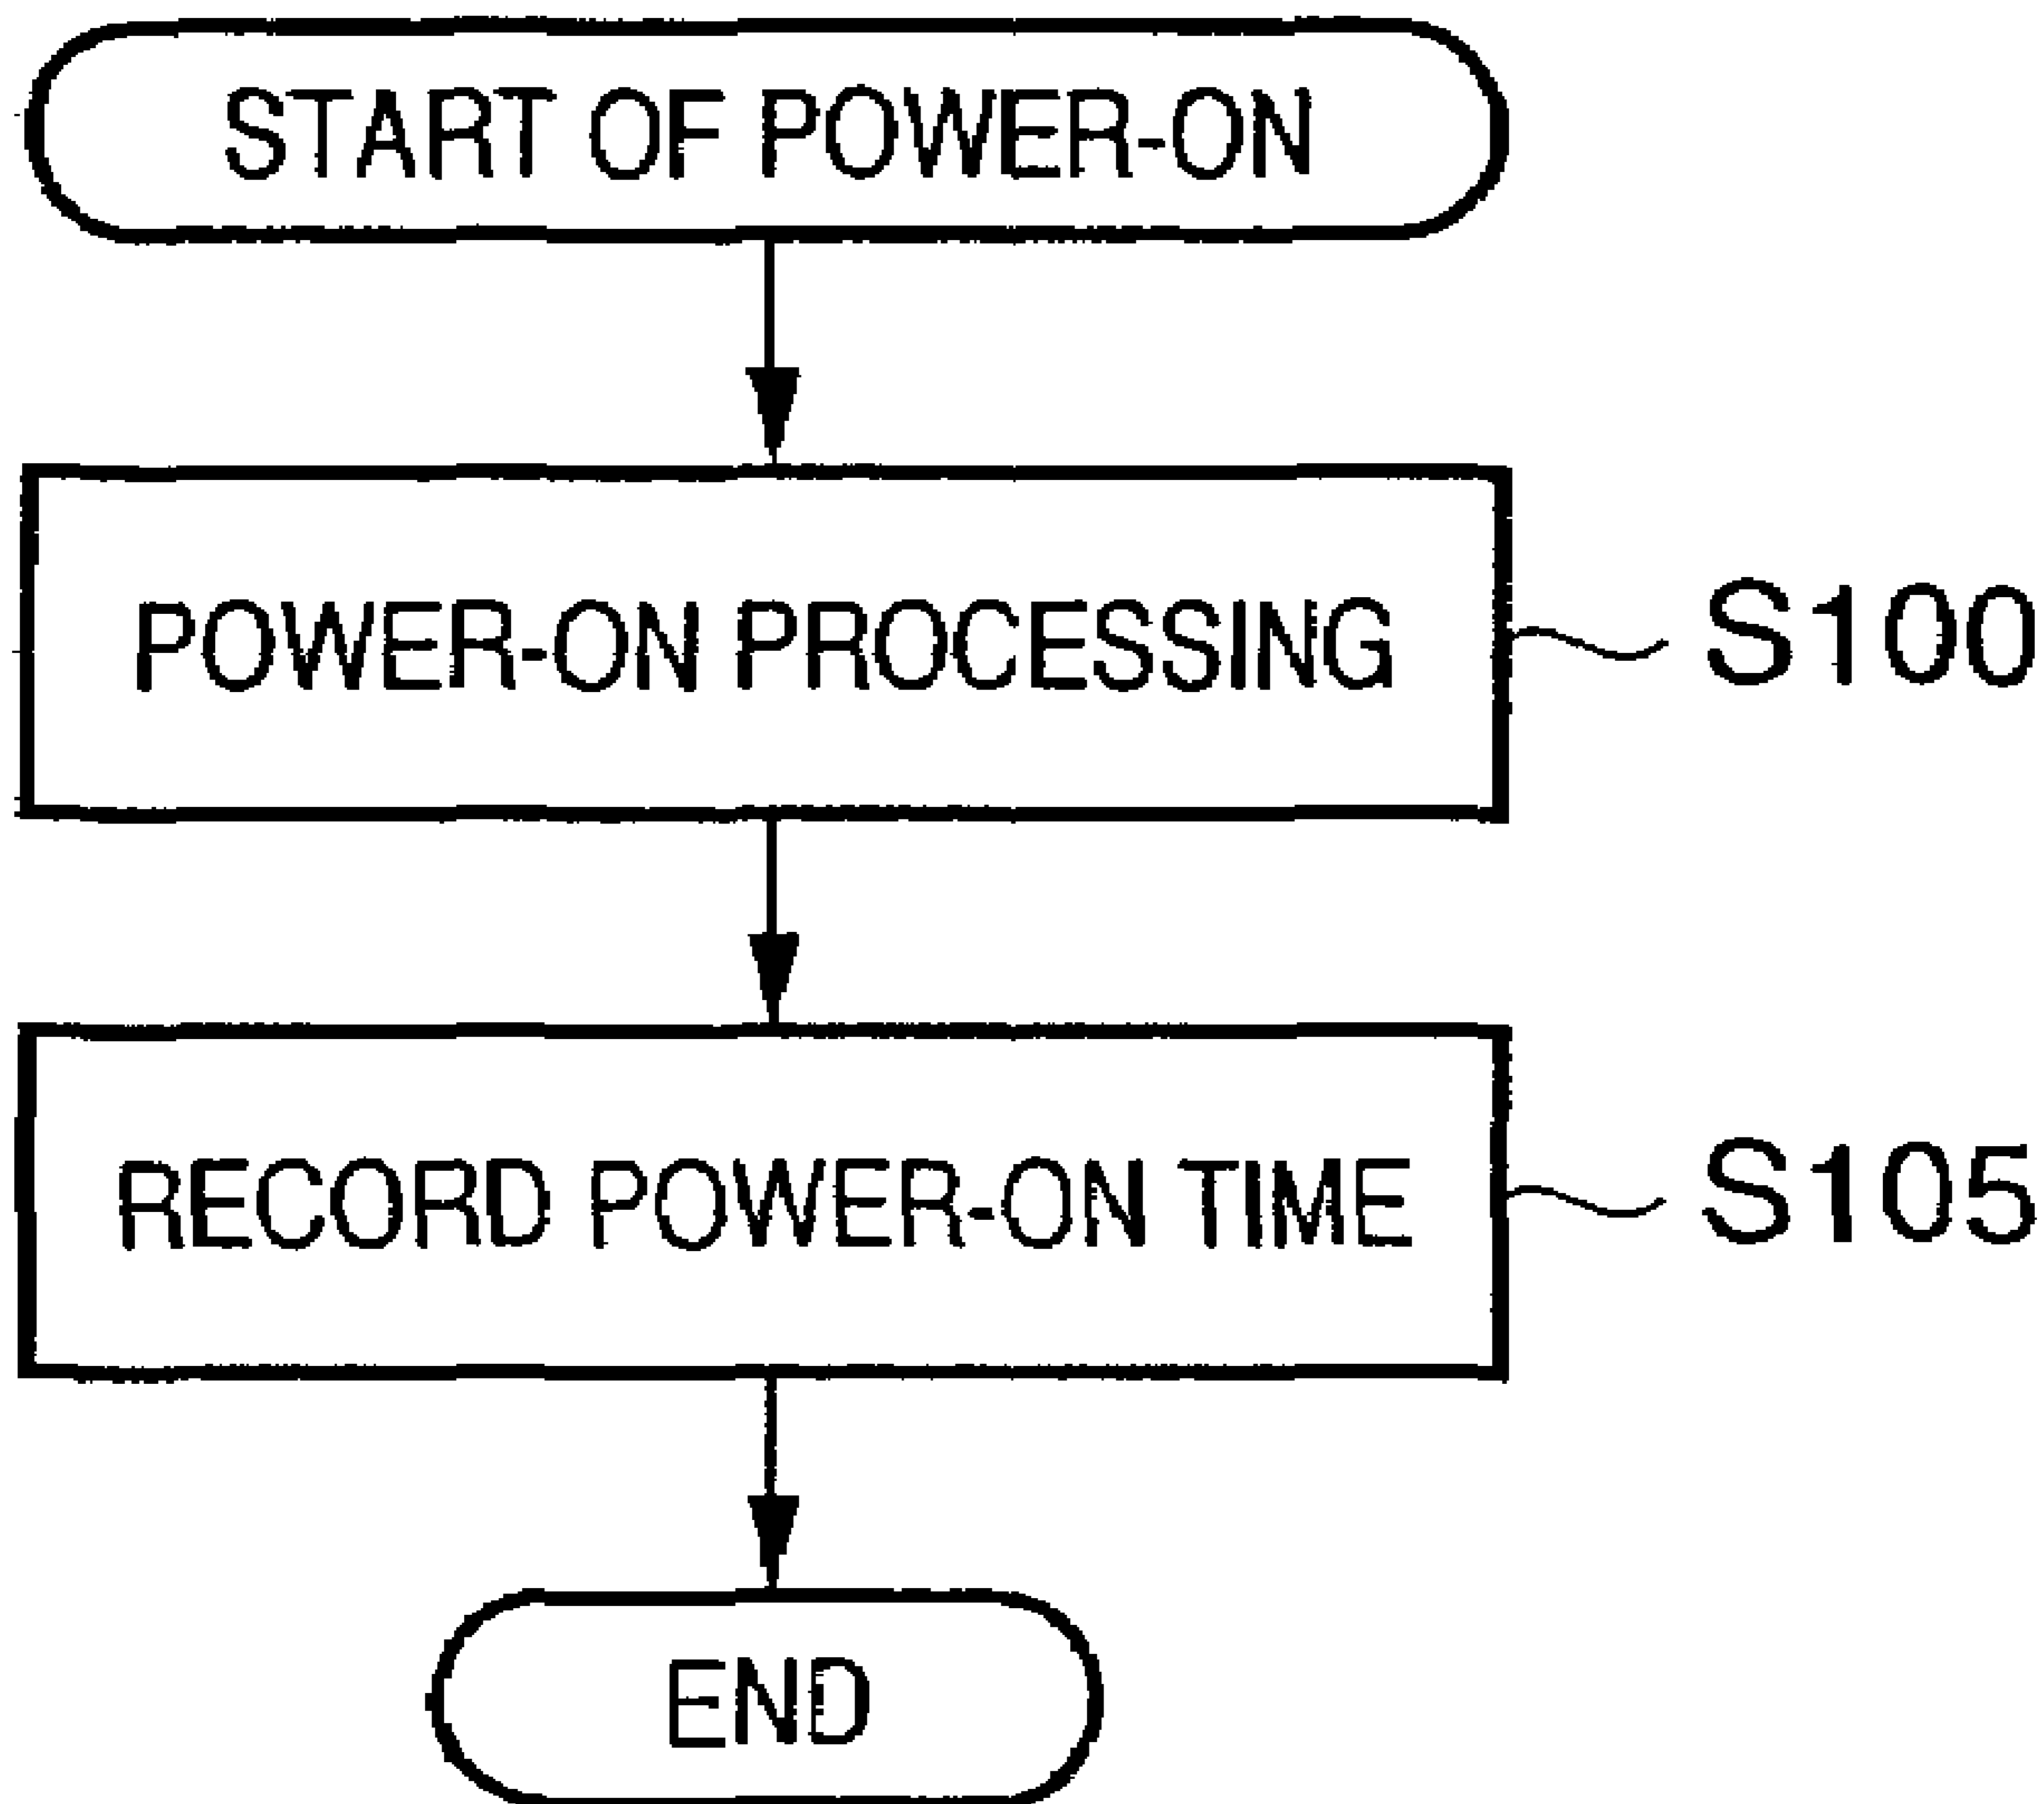 START OF POWER-ON
POWER-ON PROCESSING
S100
RECORD POWER-ON TIME
S105
END